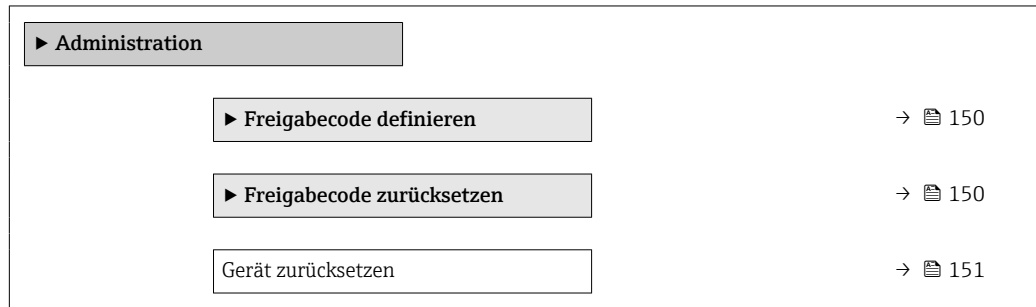 ▶ Administration
▶ Freigabecode definieren → 150
▶ Freigabecode zurücksetzen → 150
Gerät zurücksetzen → 151